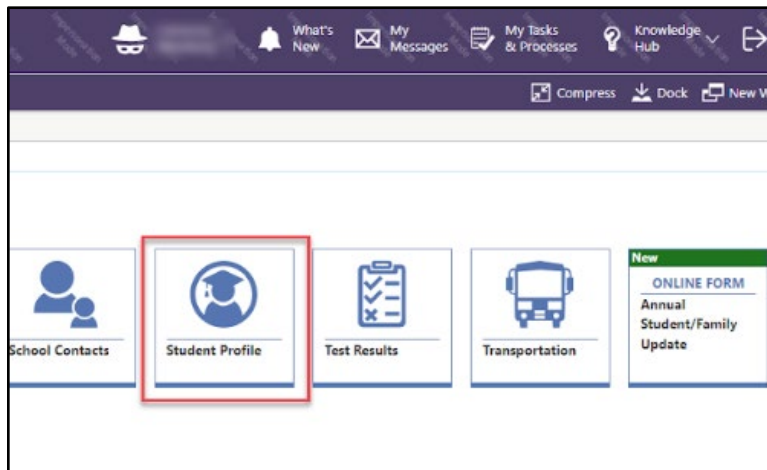 What's New
My Messages
My Tasks & Processes
Knowledge Hub
Compress
Dock
New W
School Contacts
Student Profile
Test Results
Transportation
New
ONLINE FORM
Annual
Student/Family
Update